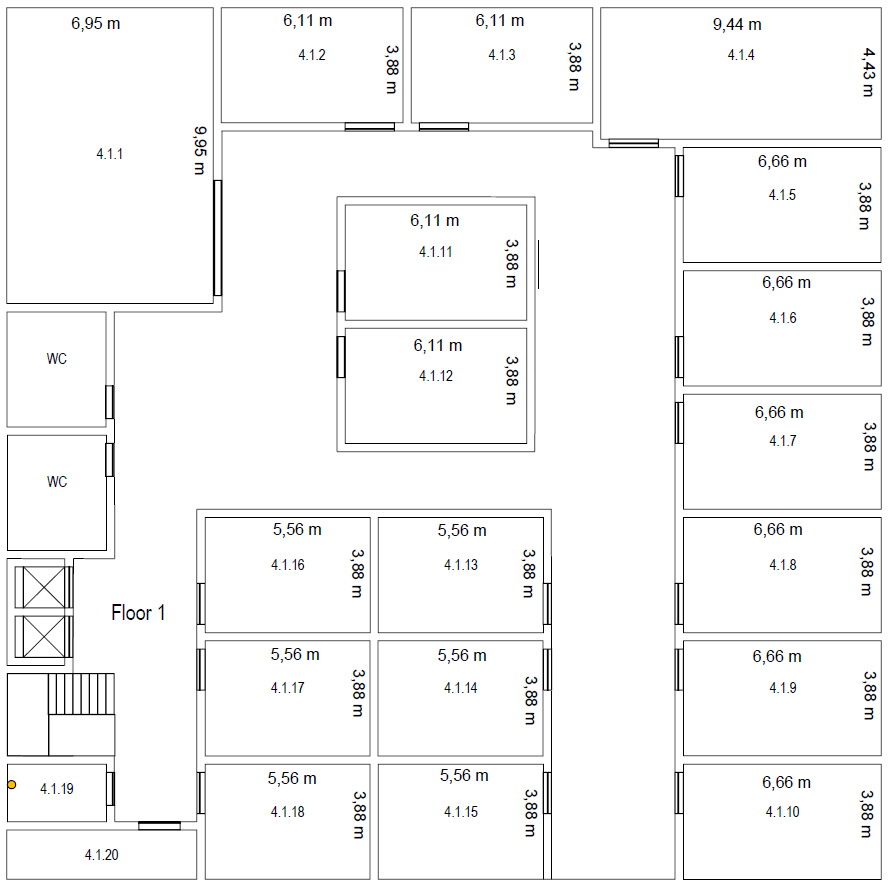 6,95 m
6,11 m
6,11 m
9,44 m
4.1.2
3,88 m
4.1.3
3,88 m
4.1.4
4,43 m
4.1.1
9,95 m
6,66 m
4.1.5
3,88 m
6,11 m
4.1.11
3,88 m
6,66 m
4.1.6
3,88 m
6,11 m
4.1.12
3,88 m
WC
6,66 m
4.1.7
3,88 m
WC
5,56 m
4.1.16
3,88 m
5,56 m
4.1.13
3,88 m
6,66 m
4.1.8
3,88 m
Floor 1
5,56 m
4.1.17
3,88 m
5,56 m
4.1.14
3,88 m
6,66 m
4.1.9
3,88 m
4.1.19
5,56 m
4.1.18
3,88 m
5,56 m
4.1.15
3,88 m
6,66 m
4.1.10
3,88 m
4.1.20